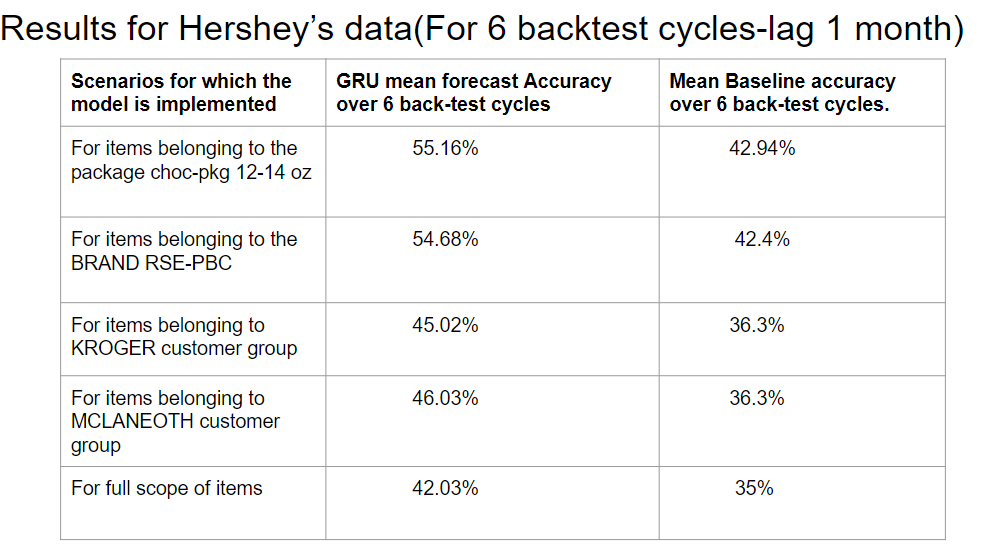 Results for Hershey’s data(For 6 backtest cycles-lag 1 month)
Scenarios for which the
model is implemented
GRU mean forecast Accuracy
over 6 back-test cycles
Mean Baseline accuracy
over 6 back-test cycles.
For items belonging to the
package choc-pkg 12-14 oz
55.16%
42.94%
For items belonging to the
BRAND RSE-PBC
54.68%
42.4%
For items belonging to
KROGER customer group
45.02%
36.3%
For items belonging to
MCLANEOTH customer
group
46.03%
36.3%
For full scope of items
42.03%
35%